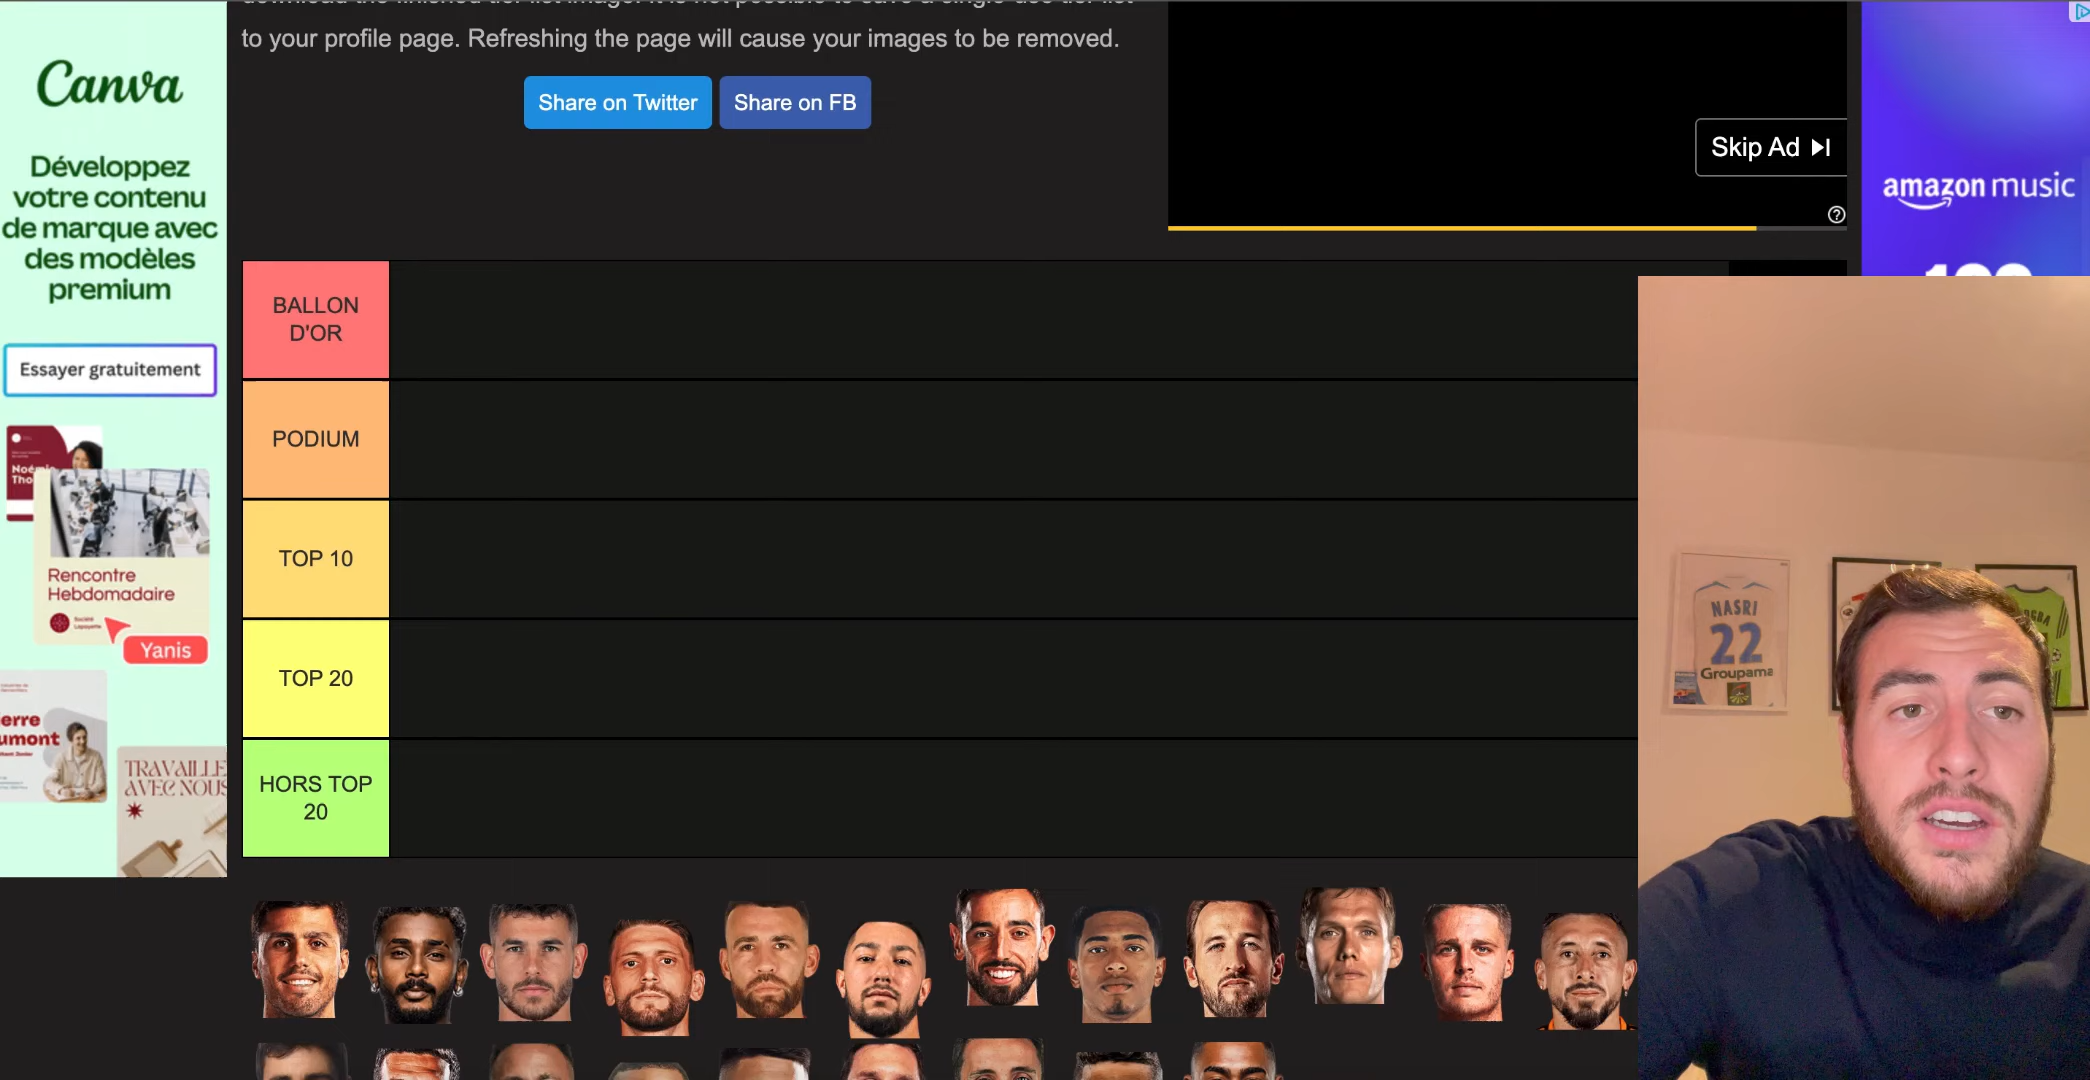 to your profile page. Refreshing the page will cause your images to be removed.
Share on Twitter
Share on FB
Skip Ad
Canva
Développez
votre contenu
de marque avec
des modèles
premium
Essayer gratuitement
Rencontre
Hebdomadaire
Yanis
TRAVAILLE
AVEC NOUS
amazon music
BALLON
D'OR
PODIUM
TOP 10
TOP 20
HORS TOP
20
NASRI
22
Groupama